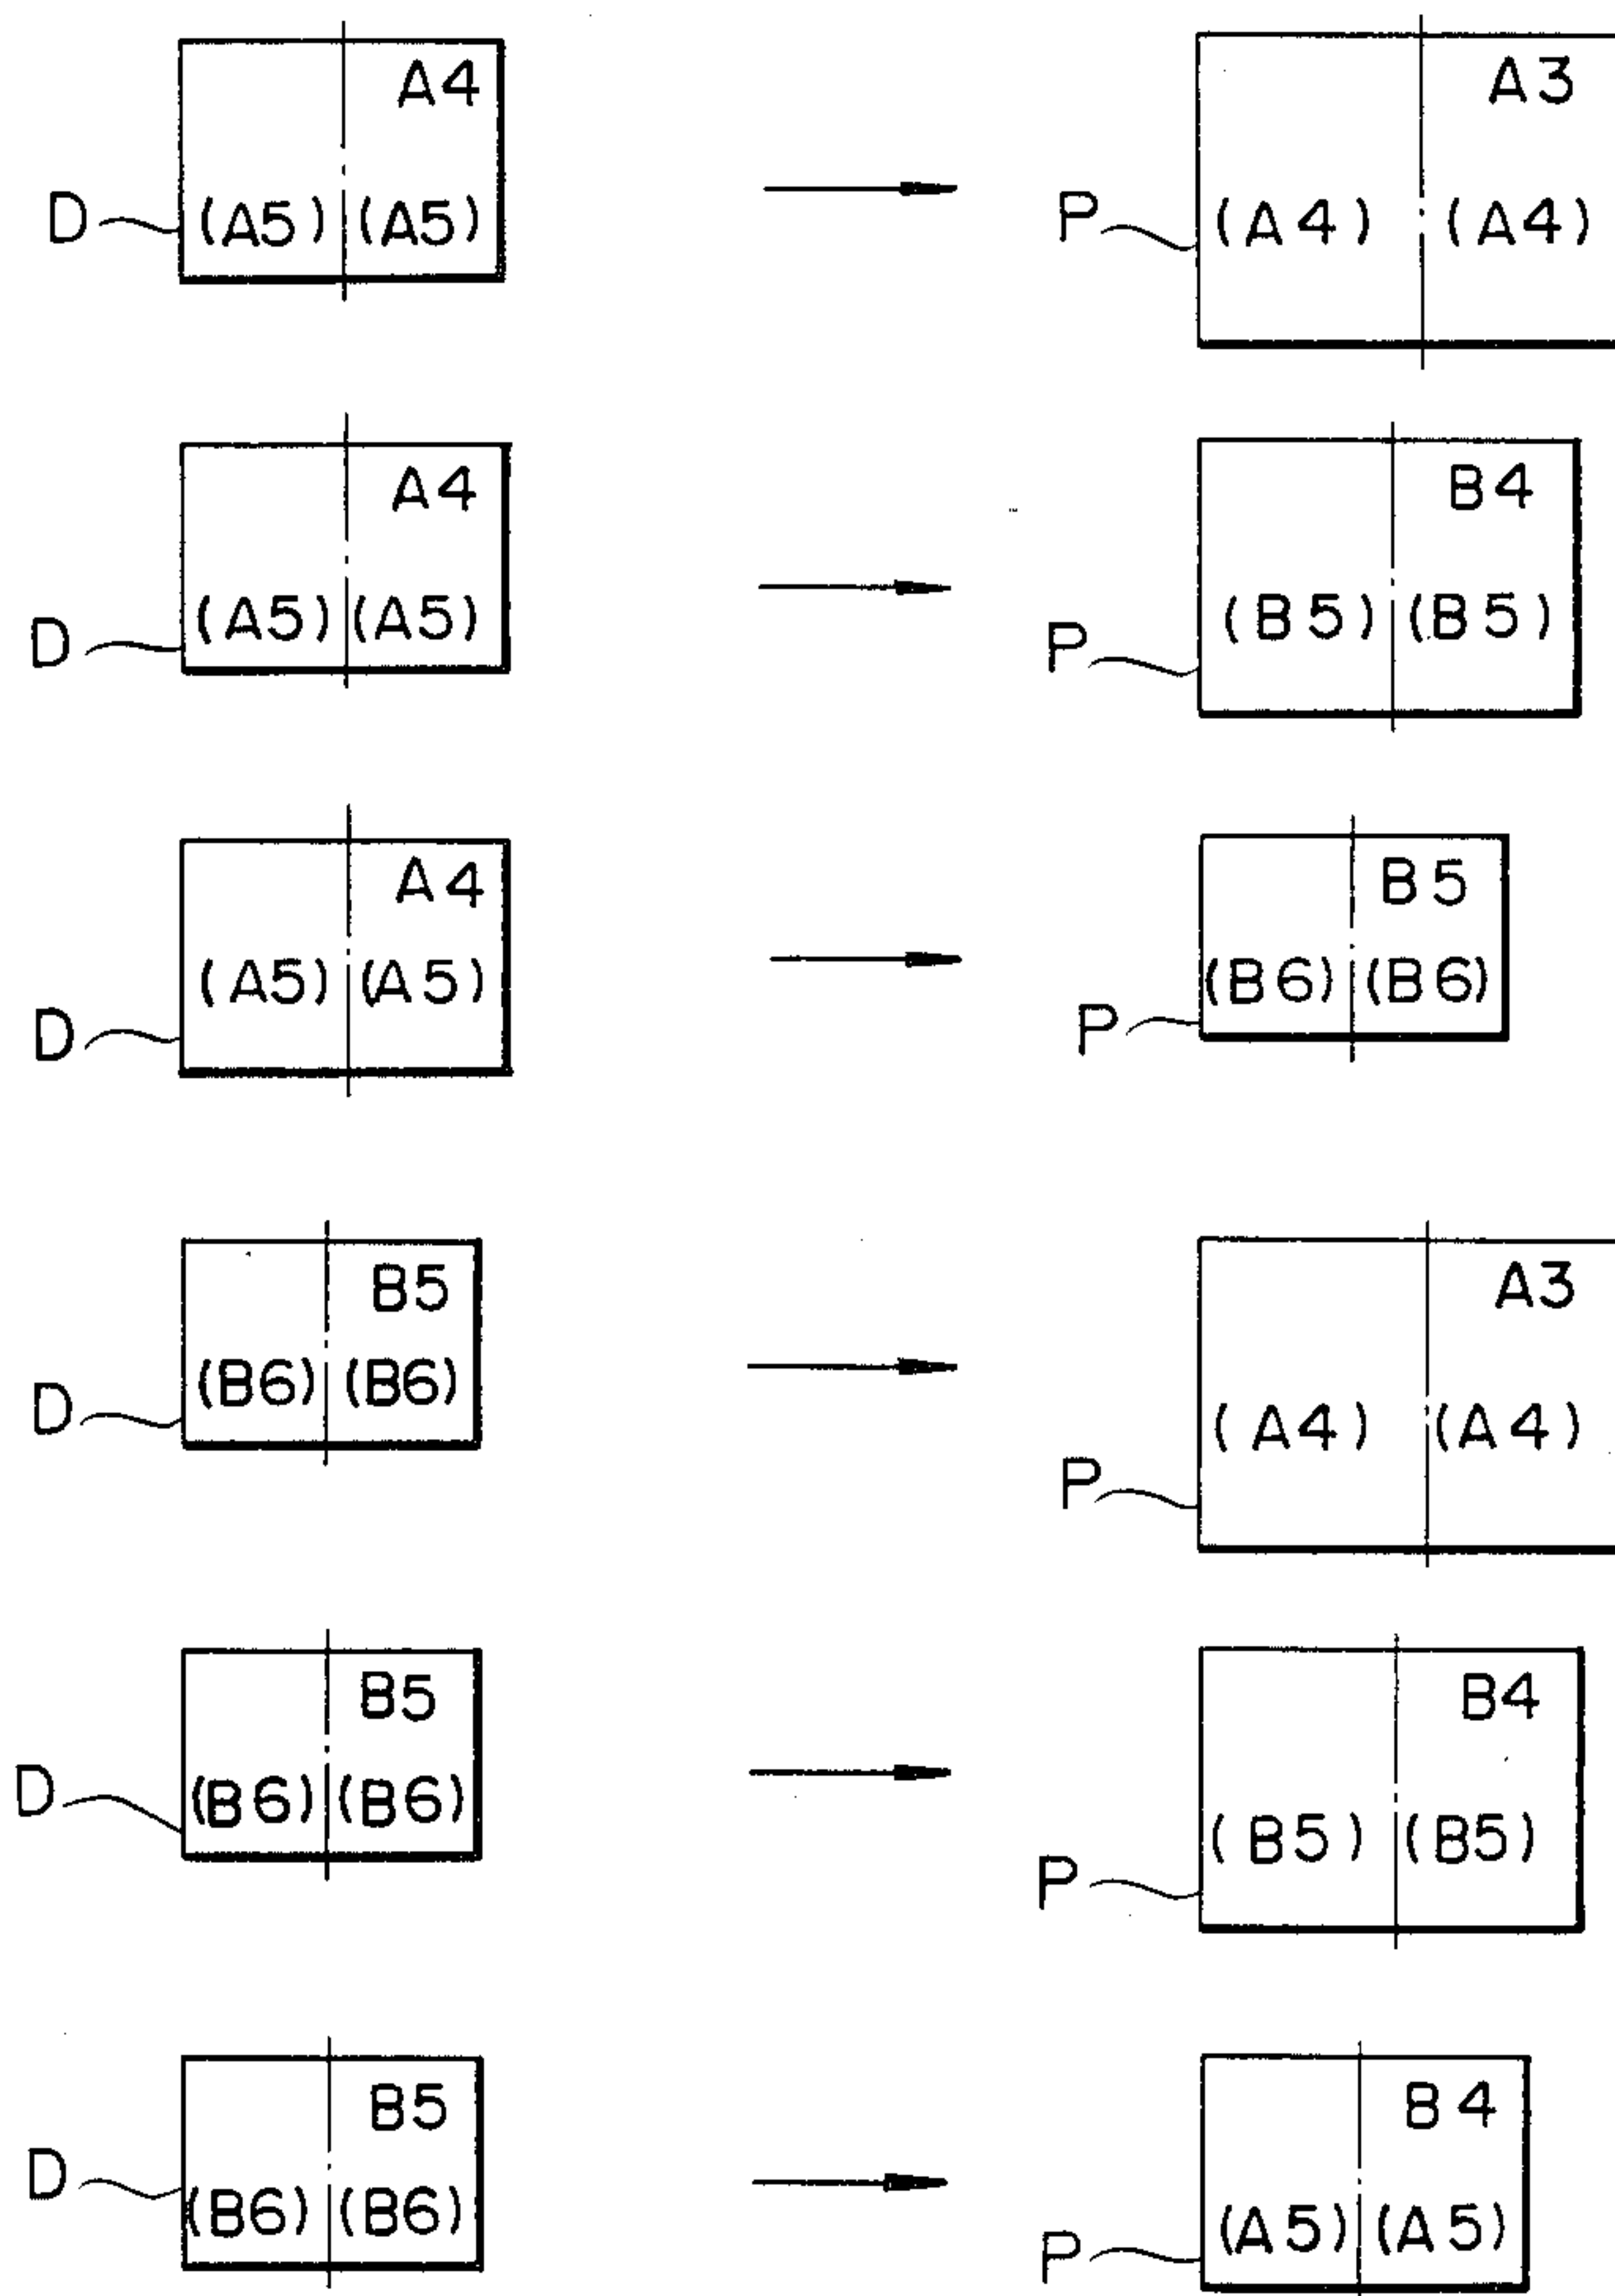 A4 A3
D (A5) (A5) P (A4) (A4)
A4 B4
D (A5) (A5) P (B5) (B5)
A4 B5
(A5) (A5) (B6) (B6)
D P
B5 A3
D (B6) (B6) (A4) (A4)
P
B5 B4
D (B6) (B6) (B5) (B5)
P
B5 B4
D (B6) (B6) (A5) (A5)
P